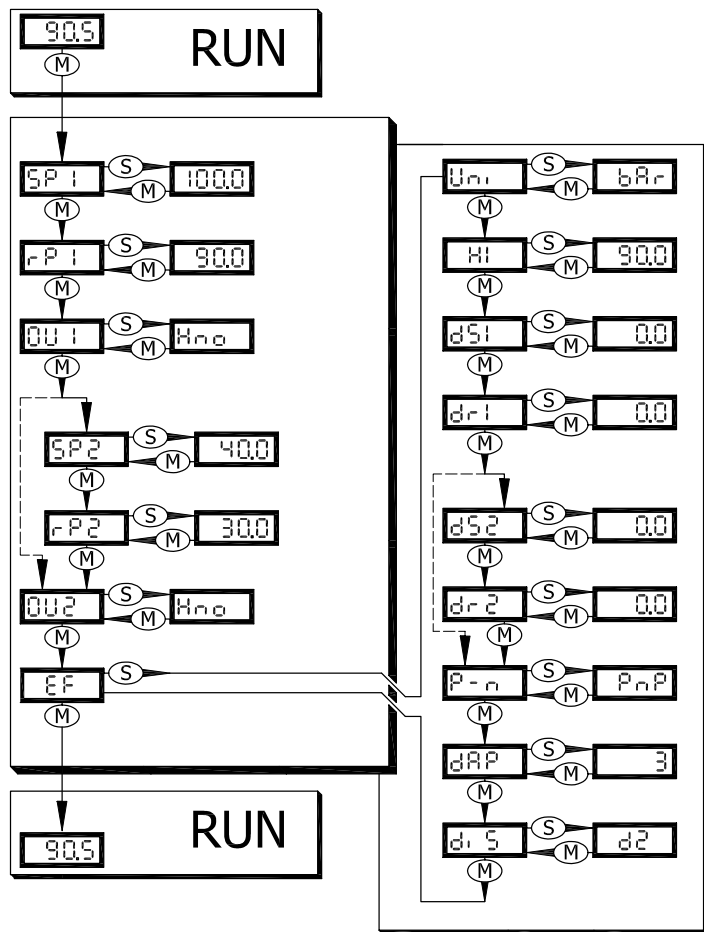 90.5 RUN
M
SP1 S M 100.0
M
rP1 S M 90.0
M
OU1 S M Hno
M
SP2 S M 40.0
M
rP2 S M 30.0
M
OU2 S M Hno
M
EF S
M
90.5 RUN
Uni S M bAr
M
HI S M 90.0
M
dS1 S M 0.0
M
dr1 S M 0.0
M
dS2 S M 0.0
M
dr2 S M 0.0
M
P-n S M PnP
M
dAP S M 3
M
diS S M d2
M